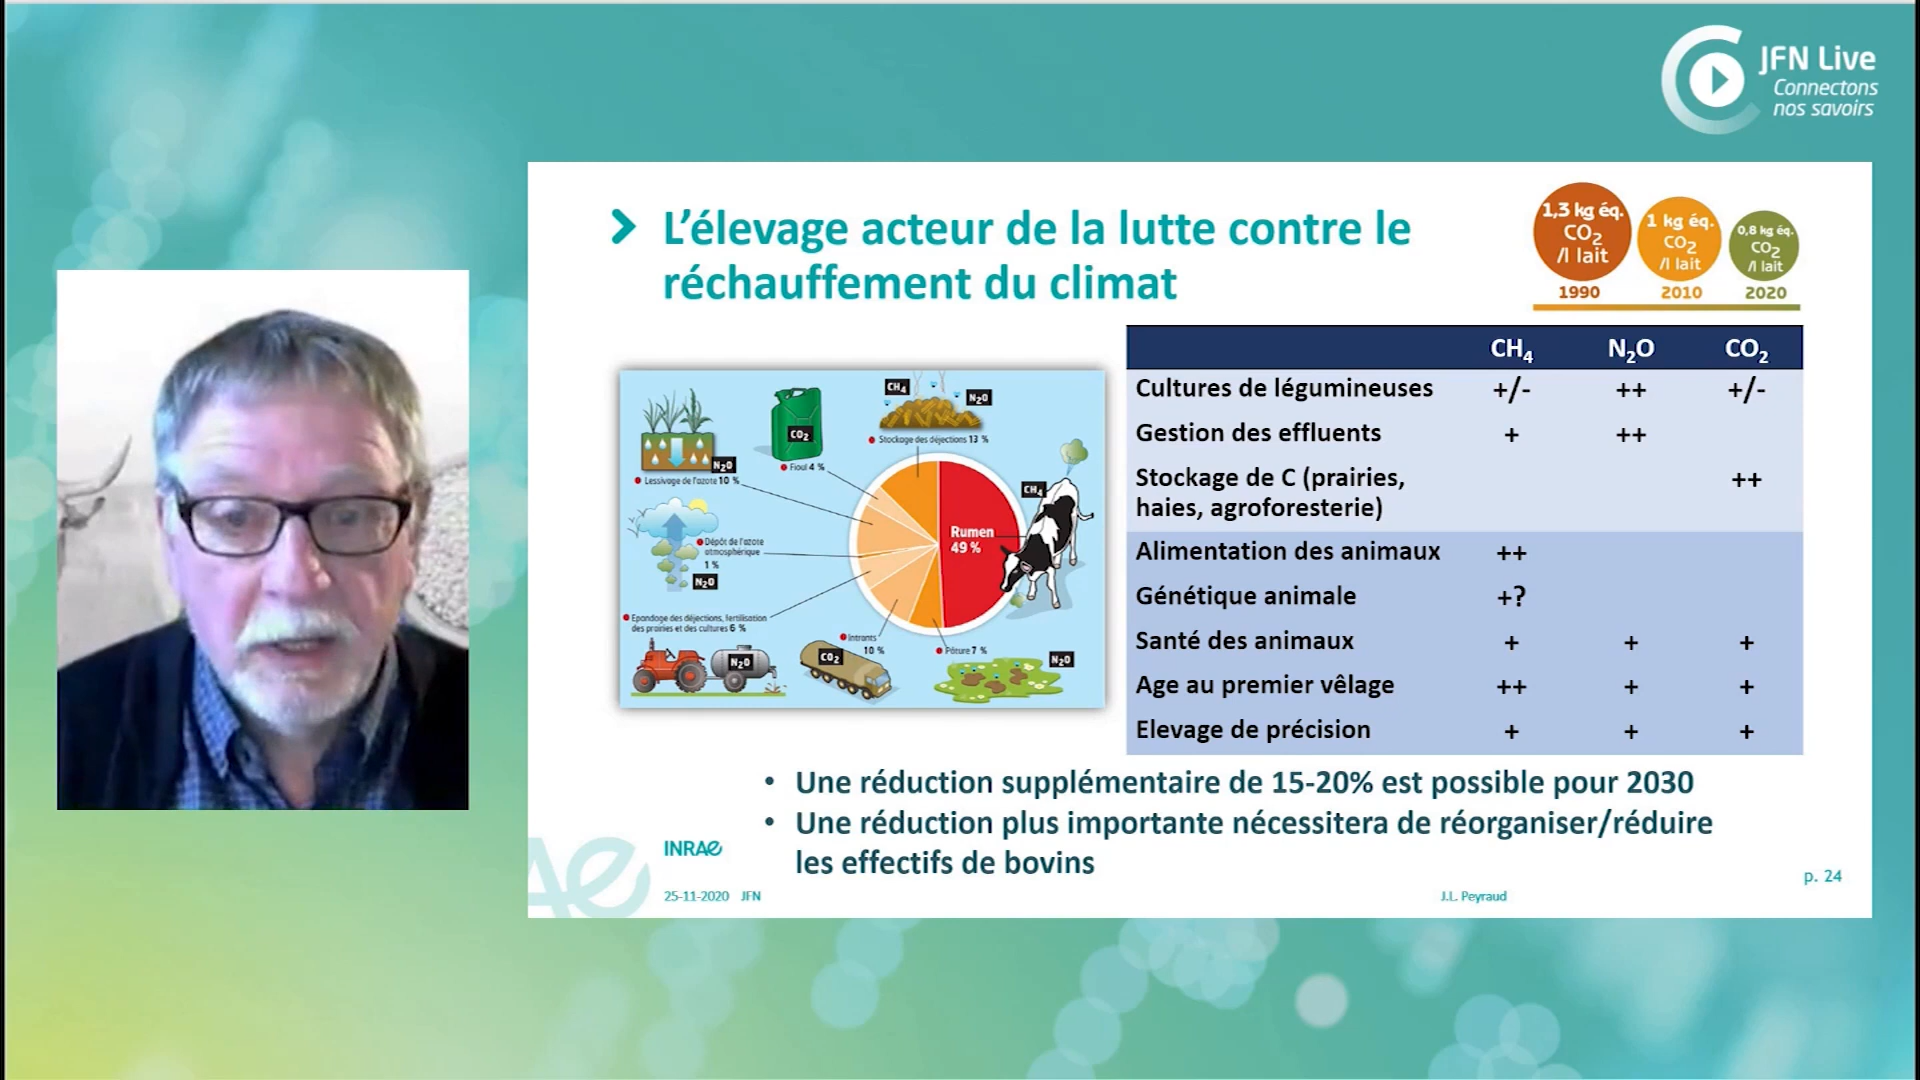 JFN Live
Connectons
nos savoirs
L'élevage acteur de la lutte contre le
réchauffement du climat
1,3 kg éq.
CO2
/l lait
1990
1 kg éq.
CO2
/l lait
2010
0,8 kg éq.
CO2
/l lait
2020
CH4
N2O
Stockage des déjections 13 %
CO2
Fioul 4 %
N2O
Lessivage de l'azote 10 %
Dépôt de l'azote
atmosphérique
1 %
N2O
CH4
Rumen
49 %
Epandage des déjections, fertilisation
des prairies et des cultures 6 %
N2O
Intrants
10 %
CO2
Pâture 7 %
N2O
CH4 N2O CO2
Cultures de légumineuses +/- ++ +/-
Gestion des effluents + ++
Stockage de C (prairies,
haies, agroforesterie) ++
Alimentation des animaux ++
Génétique animale +?
Santé des animaux + + +
Age au premier vêlage ++ + +
Elevage de précision + + +
• Une réduction supplémentaire de 15-20% est possible pour 2030
• Une réduction plus importante nécessitera de réorganiser/réduire
les effectifs de bovins
INRAE
25-11-2020 JFN
J.L. Peyraud
p. 24